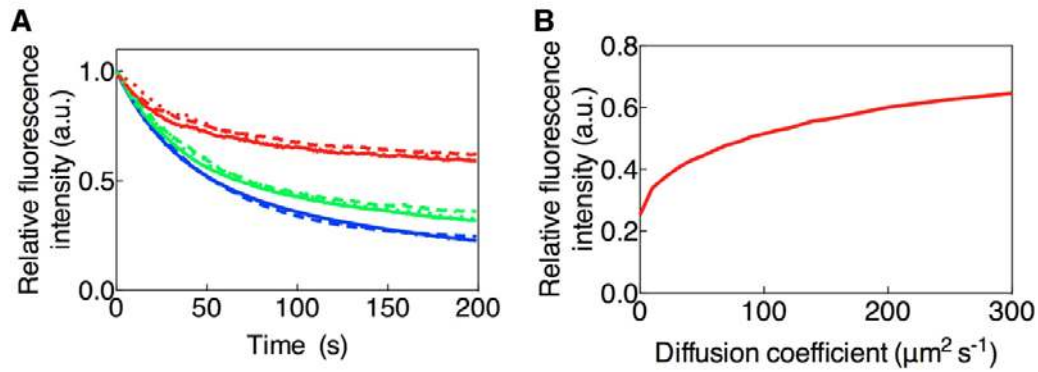 A
Relative fluorescence
intensity (a.u.)
1.0
0.5
0.0
0
50
100
150
200
Time (s)
B
Relative fluorescence
intensity (a.u.)
0.8
0.6
0.4
0.2
0
0
100
200
300
Diffusion coefficient (μm² s⁻¹)